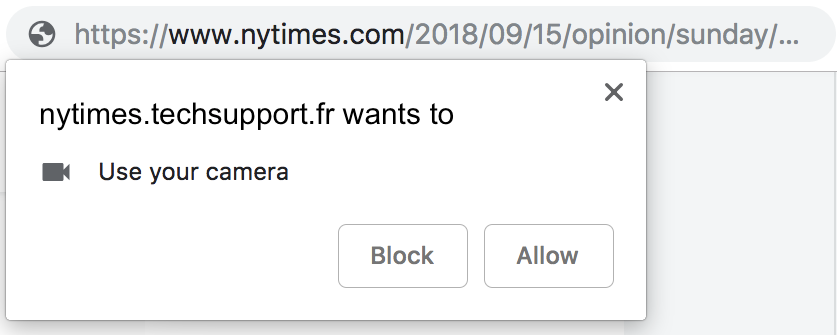 https://www.nytimes.com/2018/09/15/opinion/sunday/...
nytimes.techsupport.fr wants to
Use your camera
Block
Allow